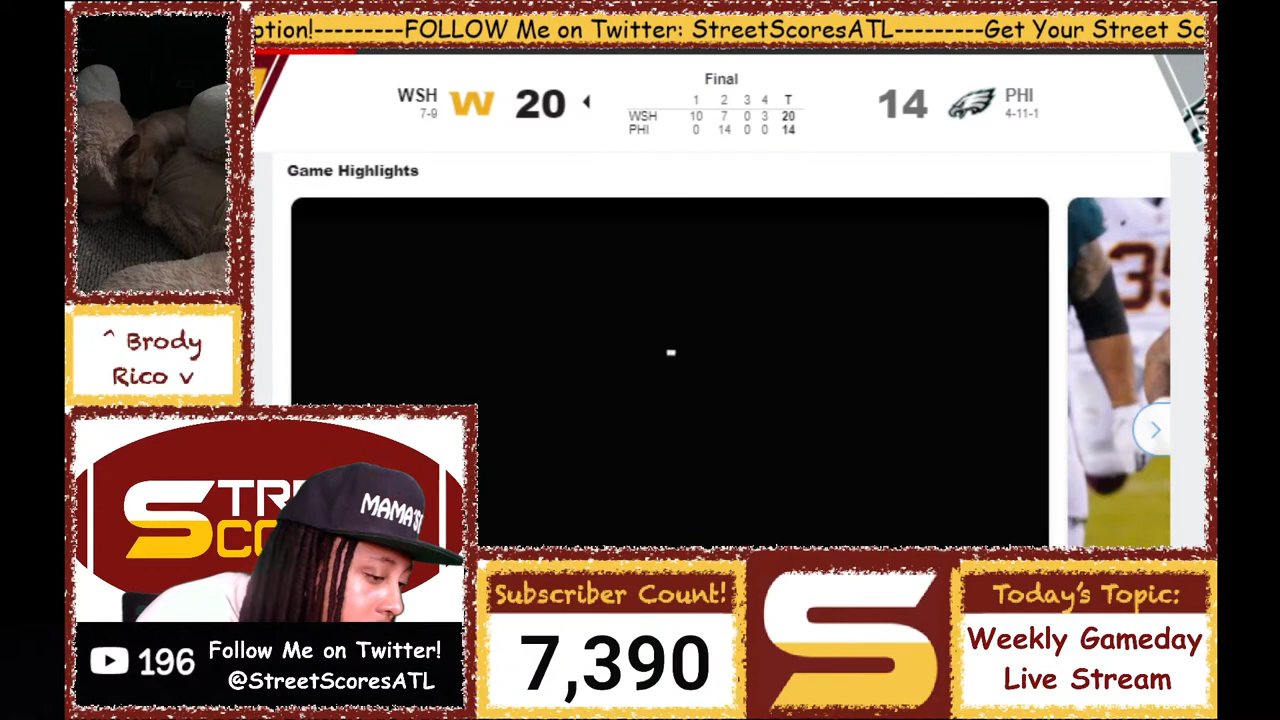 ption!---------FOLLOW Me on Twitter: StreetScoresATL---------Get Your Street Sc
WSH
7-9
W
20
Final
1 2 3 4 T
WSH 10 7 0 3 20
PHI 0 14 0 0 14
14
PHI
4-11-1
Game Highlights
^ Brody
Rico v
STR
SCO
MAMA'S
196
Follow Me on Twitter!
@StreetScoresATL
Subscriber Count!
7,390
S
Today's Topic:
Weekly Gameday
Live Stream